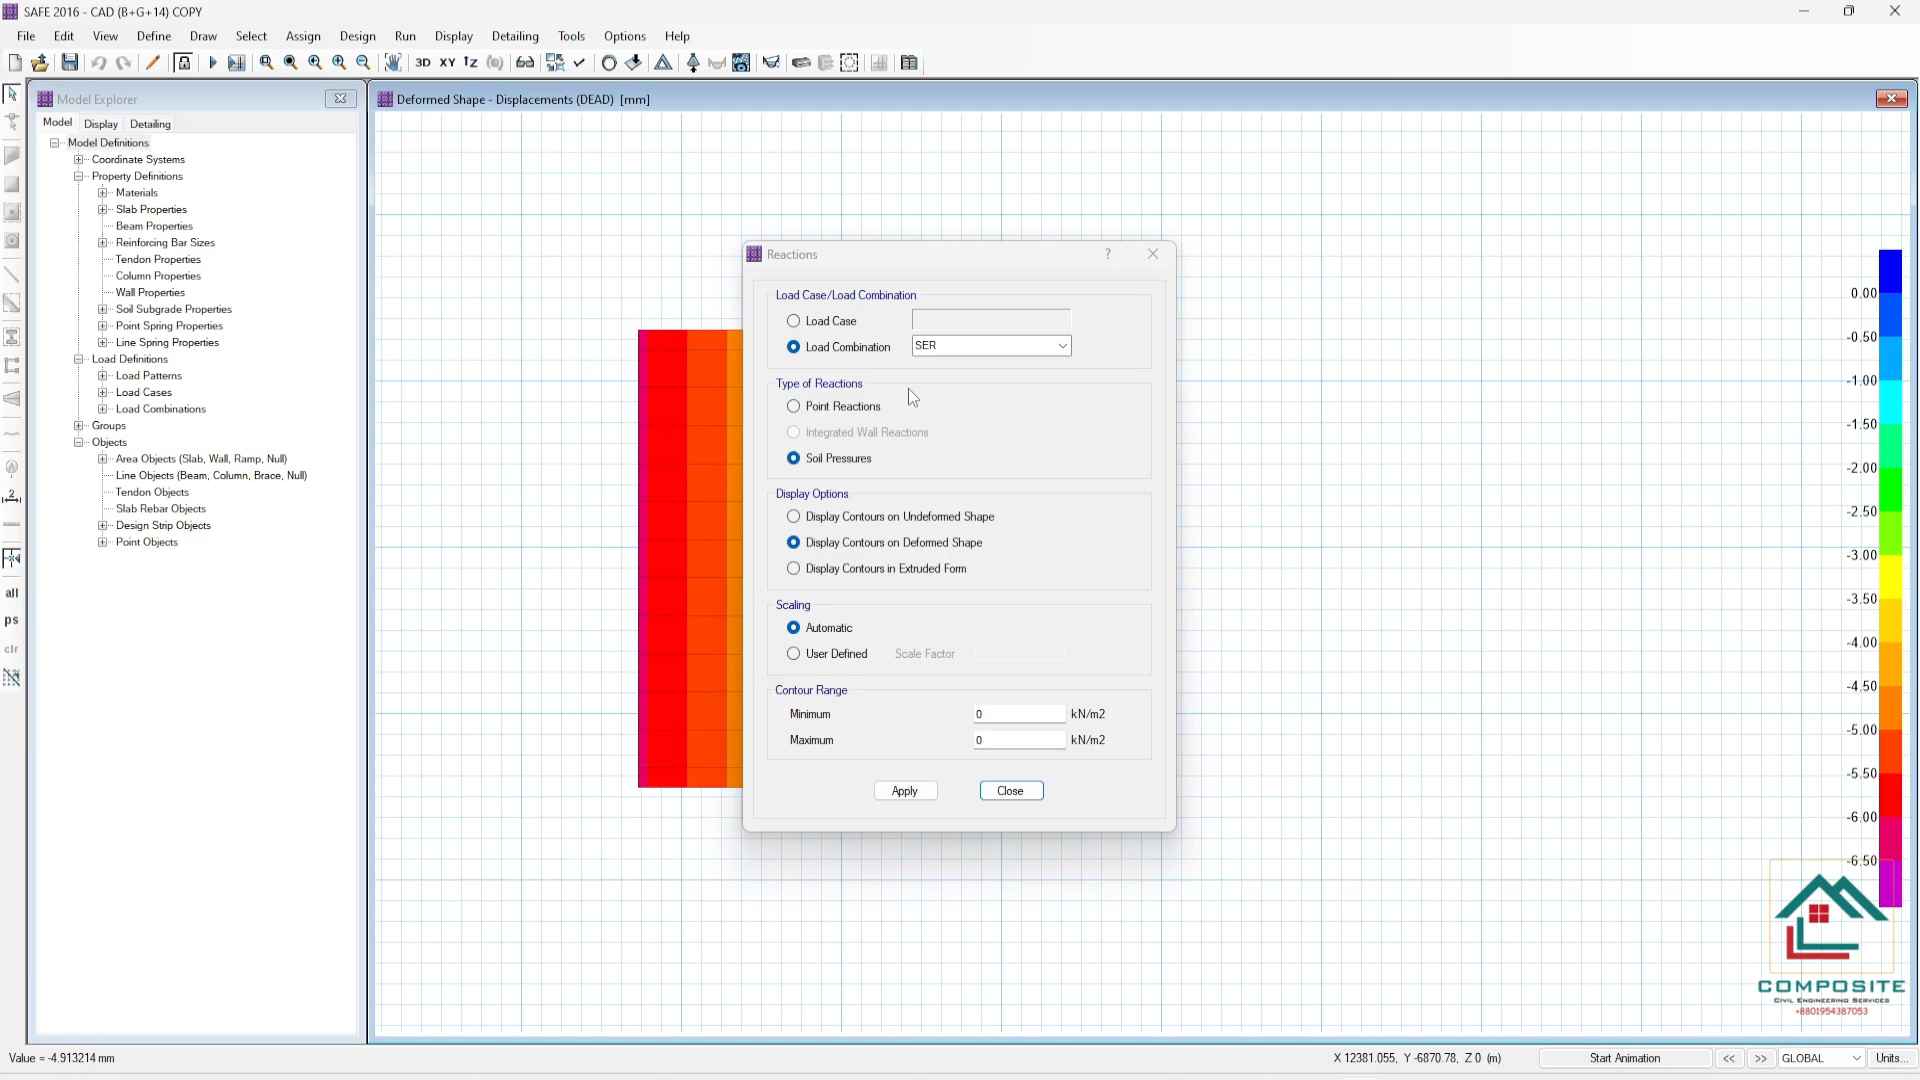 SAFE 2016 - CAD (B+G+14) COPY
File Edit View Define Draw Select Assign Design Run Display Detailing Tools Options Help
3D XY
Model Explorer
Model Display Detailing
Model Definitions
Coordinate Systems
Property Definitions
Materials
Slab Properties
Beam Properties
Reinforcing Bar Sizes
Tendon Properties
Column Properties
Wall Properties
Soil Subgrade Properties
Point Spring Properties
Line Spring Properties
Load Definitions
Load Patterns
Load Cases
Load Combinations
Groups
Objects
Area Objects (Slab, Wall, Ramp, Null)
Line Objects (Beam, Column, Brace, Null)
Tendon Objects
Slab Rebar Objects
Design Strip Objects
Point Objects
all
ps
clr
Deformed Shape - Displacements (DEAD) [mm]
Reactions ?
Load Case/Load Combination
Load Case
Load Combination SER
Type of Reactions
Point Reactions
Integrated Wall Reactions
Soil Pressures
Display Options
Display Contours on Undeformed Shape
Display Contours on Deformed Shape
Display Contours in Extruded Form
Scaling
Automatic
User Defined Scale Factor
Contour Range
Minimum 0 kN/m2
Maximum 0 kN/m2
Apply Close
0.00
-0.50
-1.00
-1.50
-2.00
-2.50
-3.00
-3.50
-4.00
-4.50
-5.00
-5.50
-6.00
-6.50
COMPOSITE
CIVIL ENGINEERING SERVICES
+8801954387053
Value = -4.913214 mm
X 12381.055, Y -6870.78, Z 0 (m) Start Animation << >> GLOBAL Units...